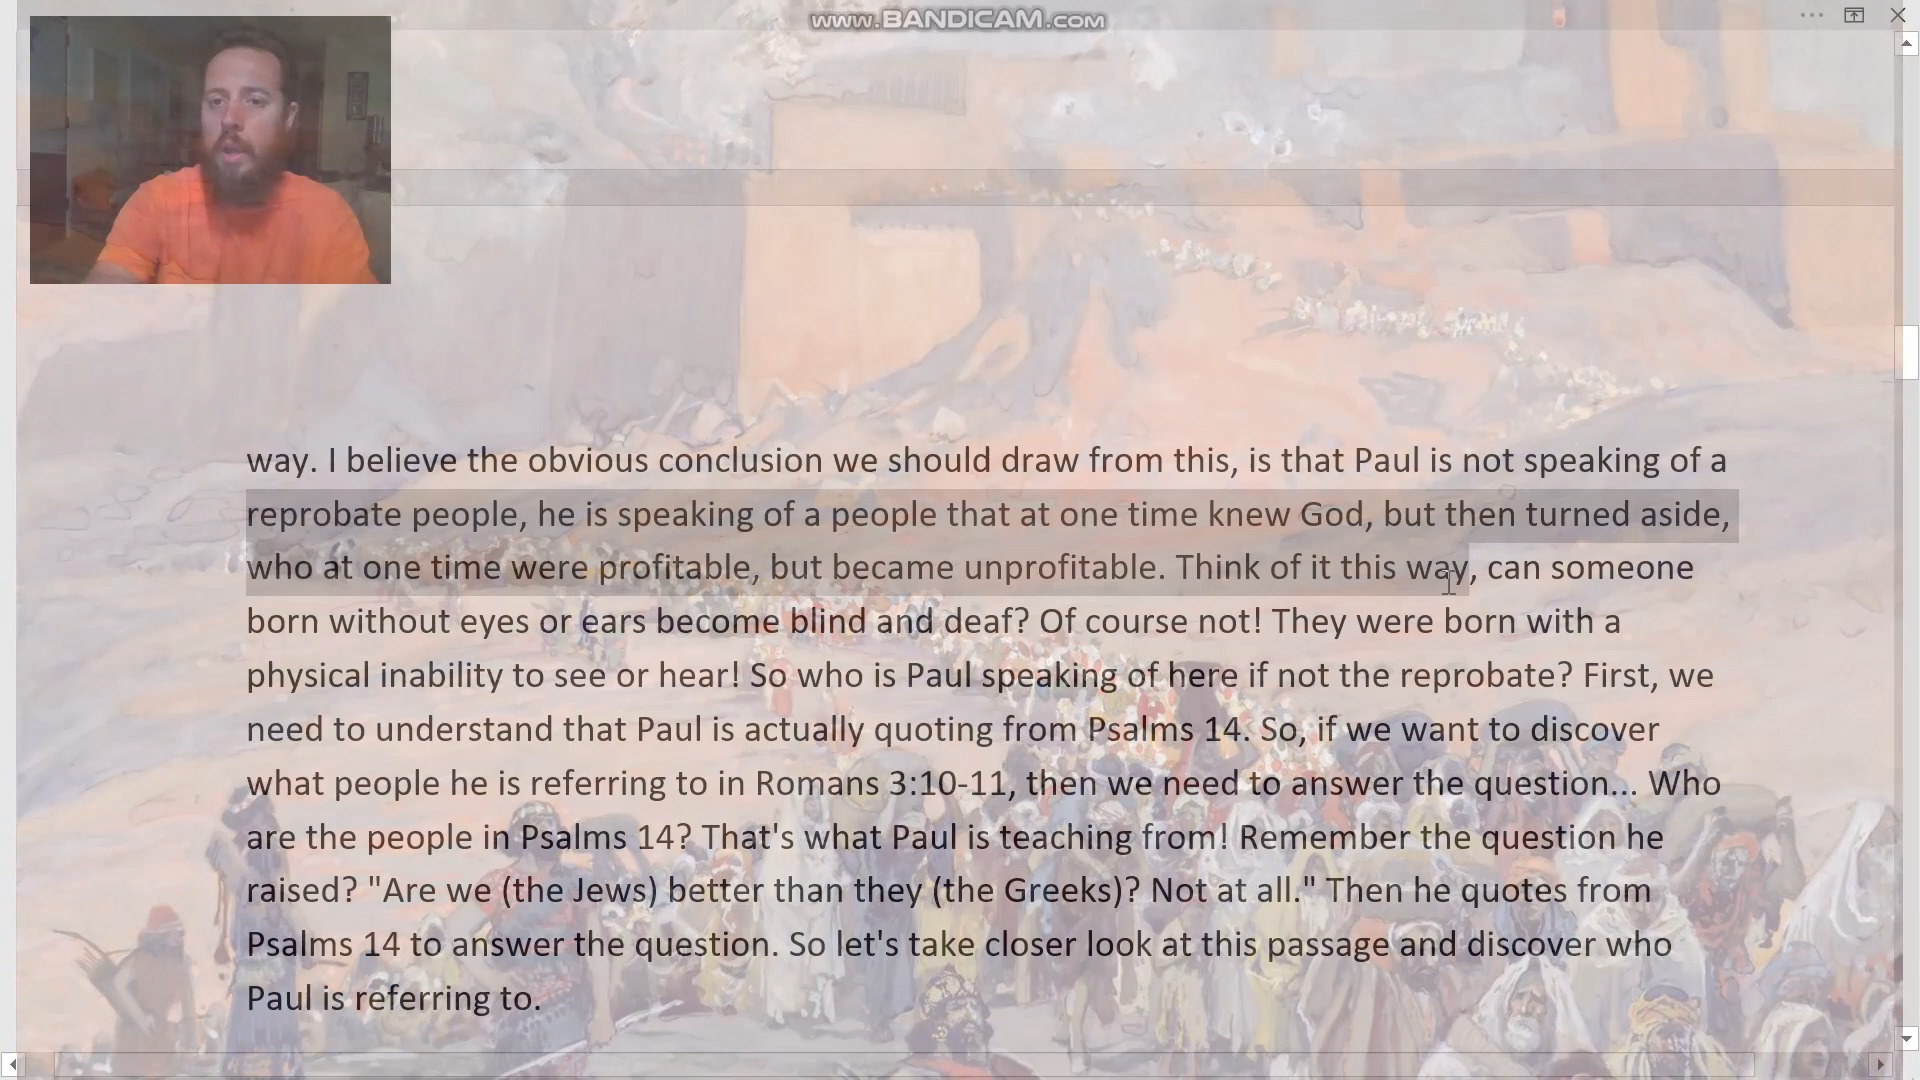 www.BANDICAM.com
way. I believe the obvious conclusion we should draw from this, is that Paul is not speaking of a
reprobate people, he is speaking of a people that at one time knew God, but then turned aside,
who at one time were profitable, but became unprofitable. Think of it this way, can someone
born without eyes or ears become blind and deaf? Of course not! They were born with a
physical inability to see or hear! So who is Paul speaking of here if not the reprobate? First, we
need to understand that Paul is actually quoting from Psalms 14. So, if we want to discover
what people he is referring to in Romans 3:10-11, then we need to answer the question... Who
are the people in Psalms 14? That's what Paul is teaching from! Remember the question he
raised? "Are we (the Jews) better than they (the Greeks)? Not at all." Then he quotes from
Psalms 14 to answer the question. So let's take closer look at this passage and discover who
Paul is referring to.